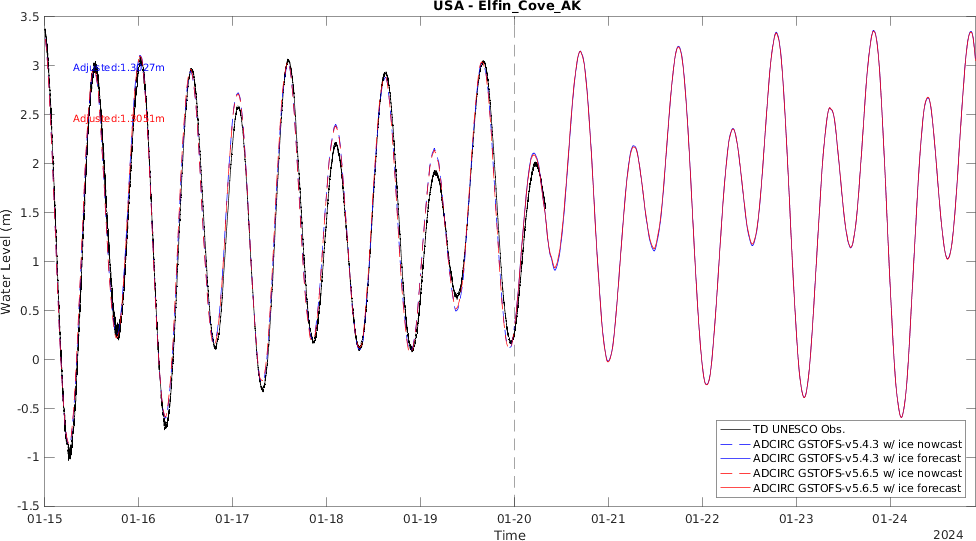 USA - Elfin_Cove_AK
3.5
3
2.5
2
1.5
1
0.5
0
-0.5
-1
-1.5
Water Level (m)
Adjusted:1.3027m
Adjusted:1.3051m
TD UNESCO Obs.
ADCIRC GSTOFS-v5.4.3 w/ ice nowcast
ADCIRC GSTOFS-v5.4.3 w/ ice forecast
ADCIRC GSTOFS-v5.6.5 w/ ice nowcast
ADCIRC GSTOFS-v5.6.5 w/ ice forecast
01-15 01-16 01-17 01-18 01-19 01-20 01-21 01-22 01-23 01-24
Time
2024